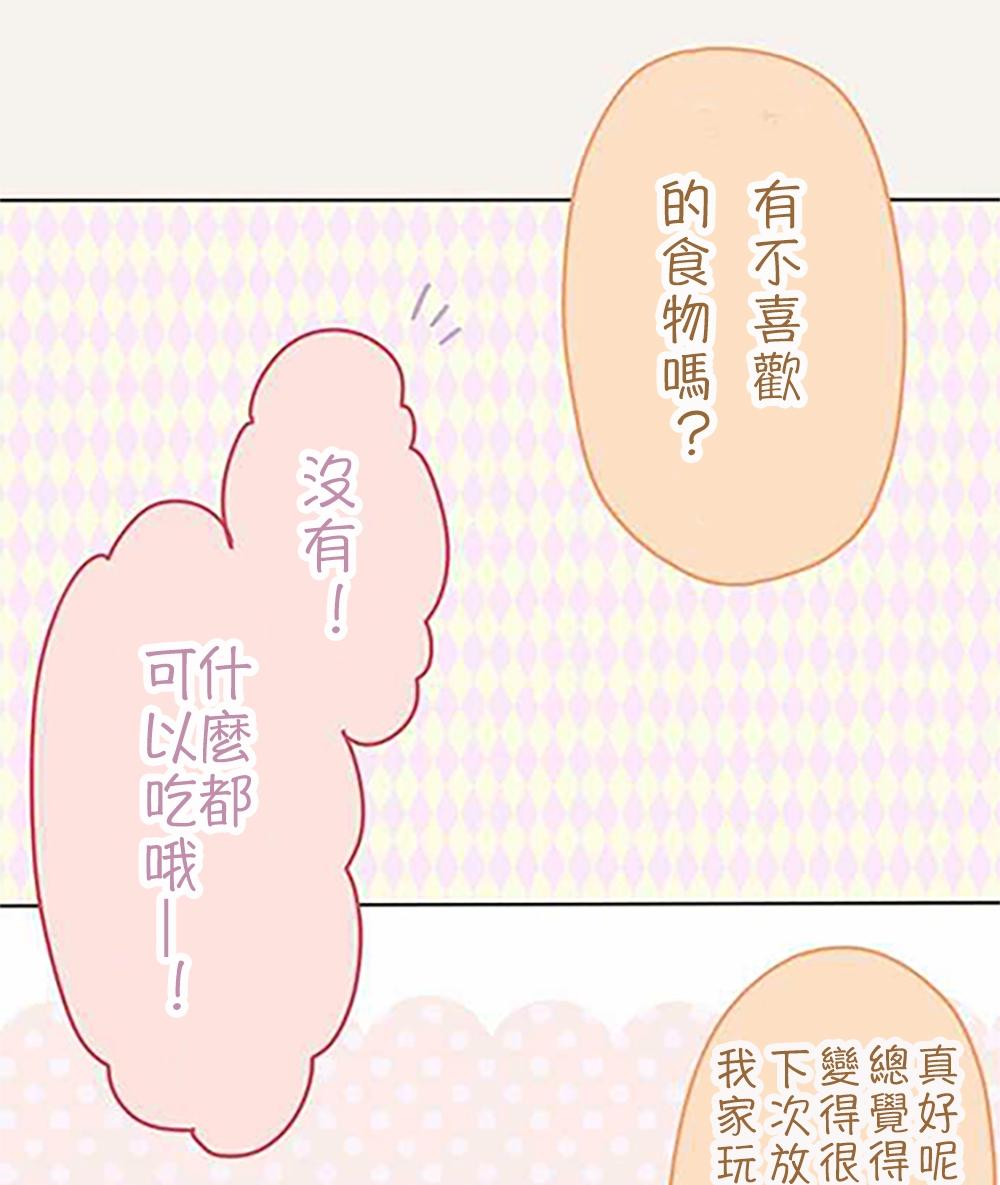 有不喜歡
的食物嗎？
沒有！
什麼都
可以吃哦—！
真好呢
總覺得
變得很
下次放
我家玩